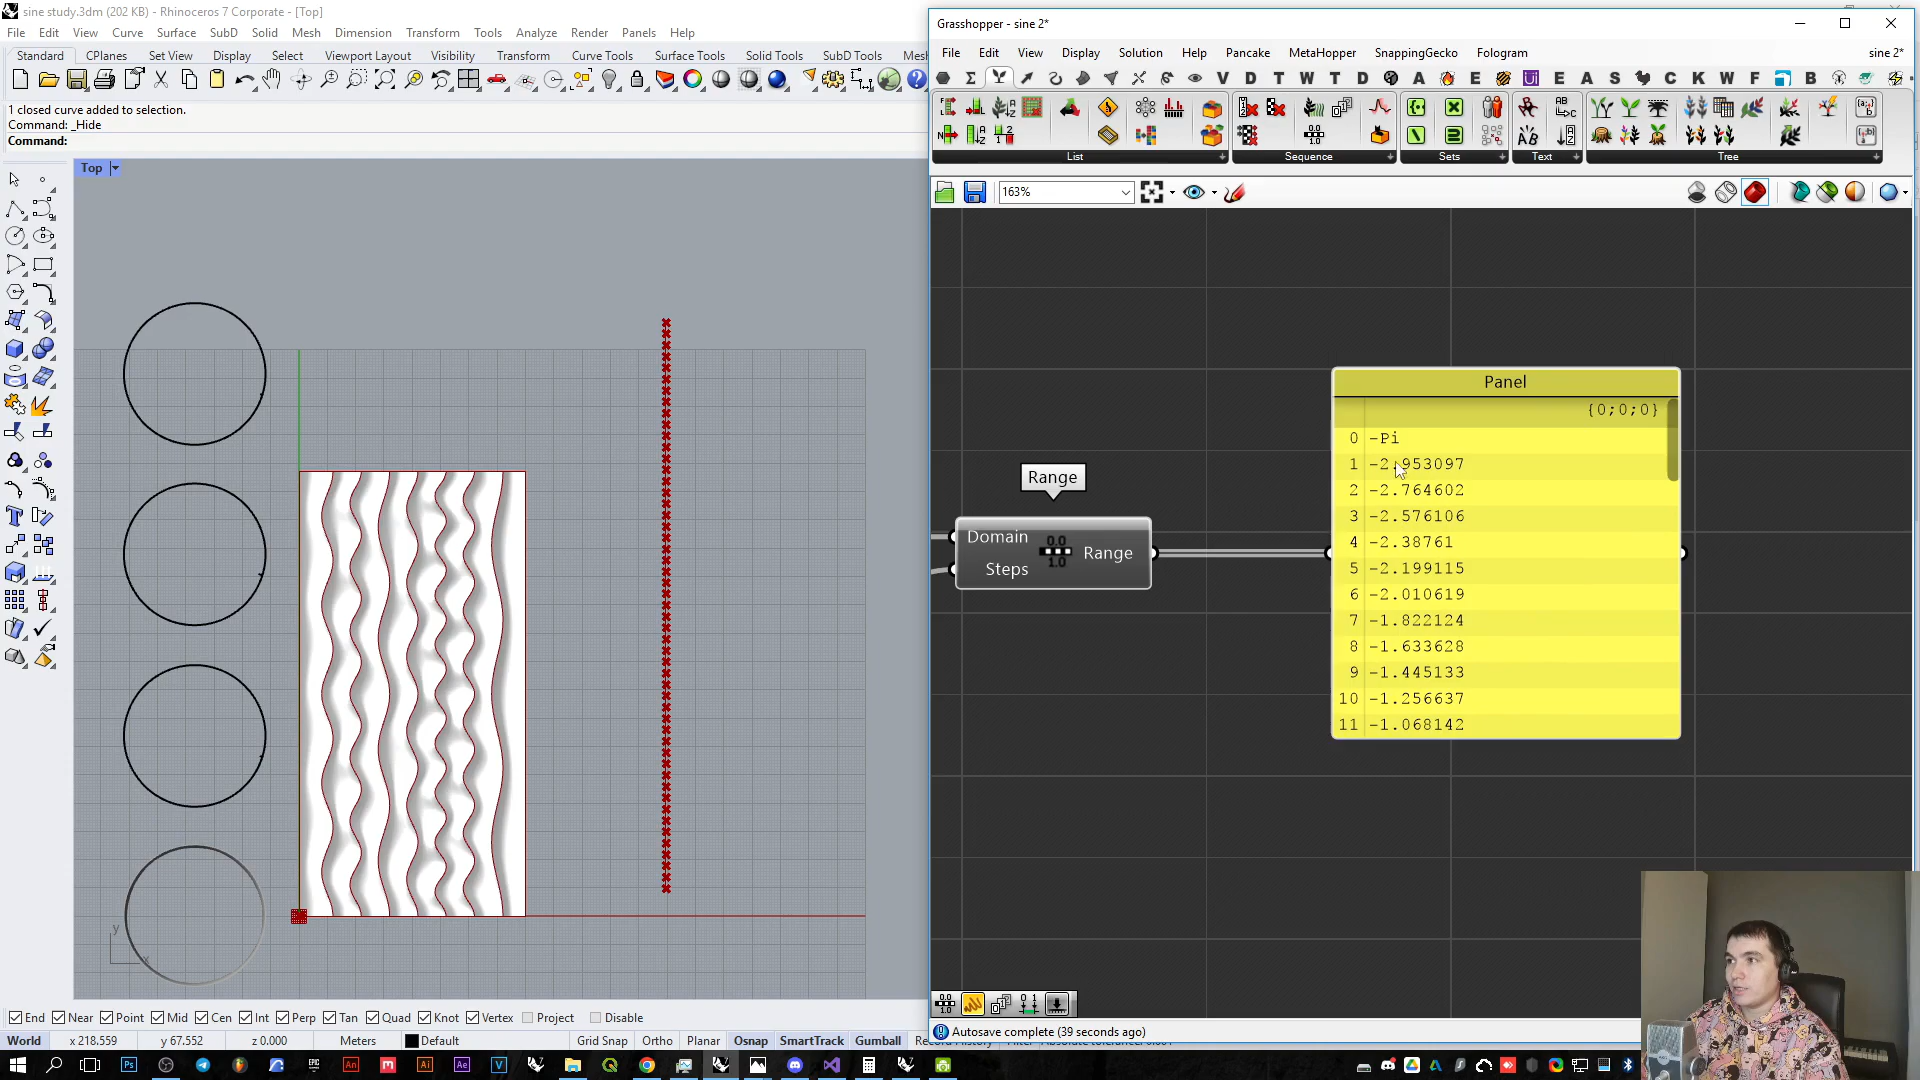 sine study.3dm (202 KB) - Rhinoceros 7 Corporate - [Top]
File Edit View Curve Surface SubD Solid Mesh Dimension Transform Tools Analyze Render Panels Help
Standard CPlanes Set View Display Select Viewport Layout Visibility Transform Curve Tools Surface Tools Solid Tools SubD Tools Mesh
1 closed curve added to selection.
Command: _Hide
Command:
Top
y
x
End Near Point Mid Cen Int Perp Tan Quad Knot Vertex Project Disable
World x 218.559 y 67.552 z 0.000 Meters Default Grid Snap Ortho Planar Osnap SmartTrack Gumball
Grasshopper - sine 2*
File Edit View Display Solution Help Pancake MetaHopper SnappingGecko Fologram sine 2*
V D T W T D A E U E A S C K W F B
List Sequence Sets Text Tree
163%
Range
Domain
Steps
0.0
1.0
Range
Panel
{0;0;0}
0 -Pi
1 -2.953097
2 -2.764602
3 -2.576106
4 -2.38761
5 -2.199115
6 -2.010619
7 -1.822124
8 -1.633628
9 -1.445133
10 -1.256637
11 -1.068142
Autosave complete (39 seconds ago)